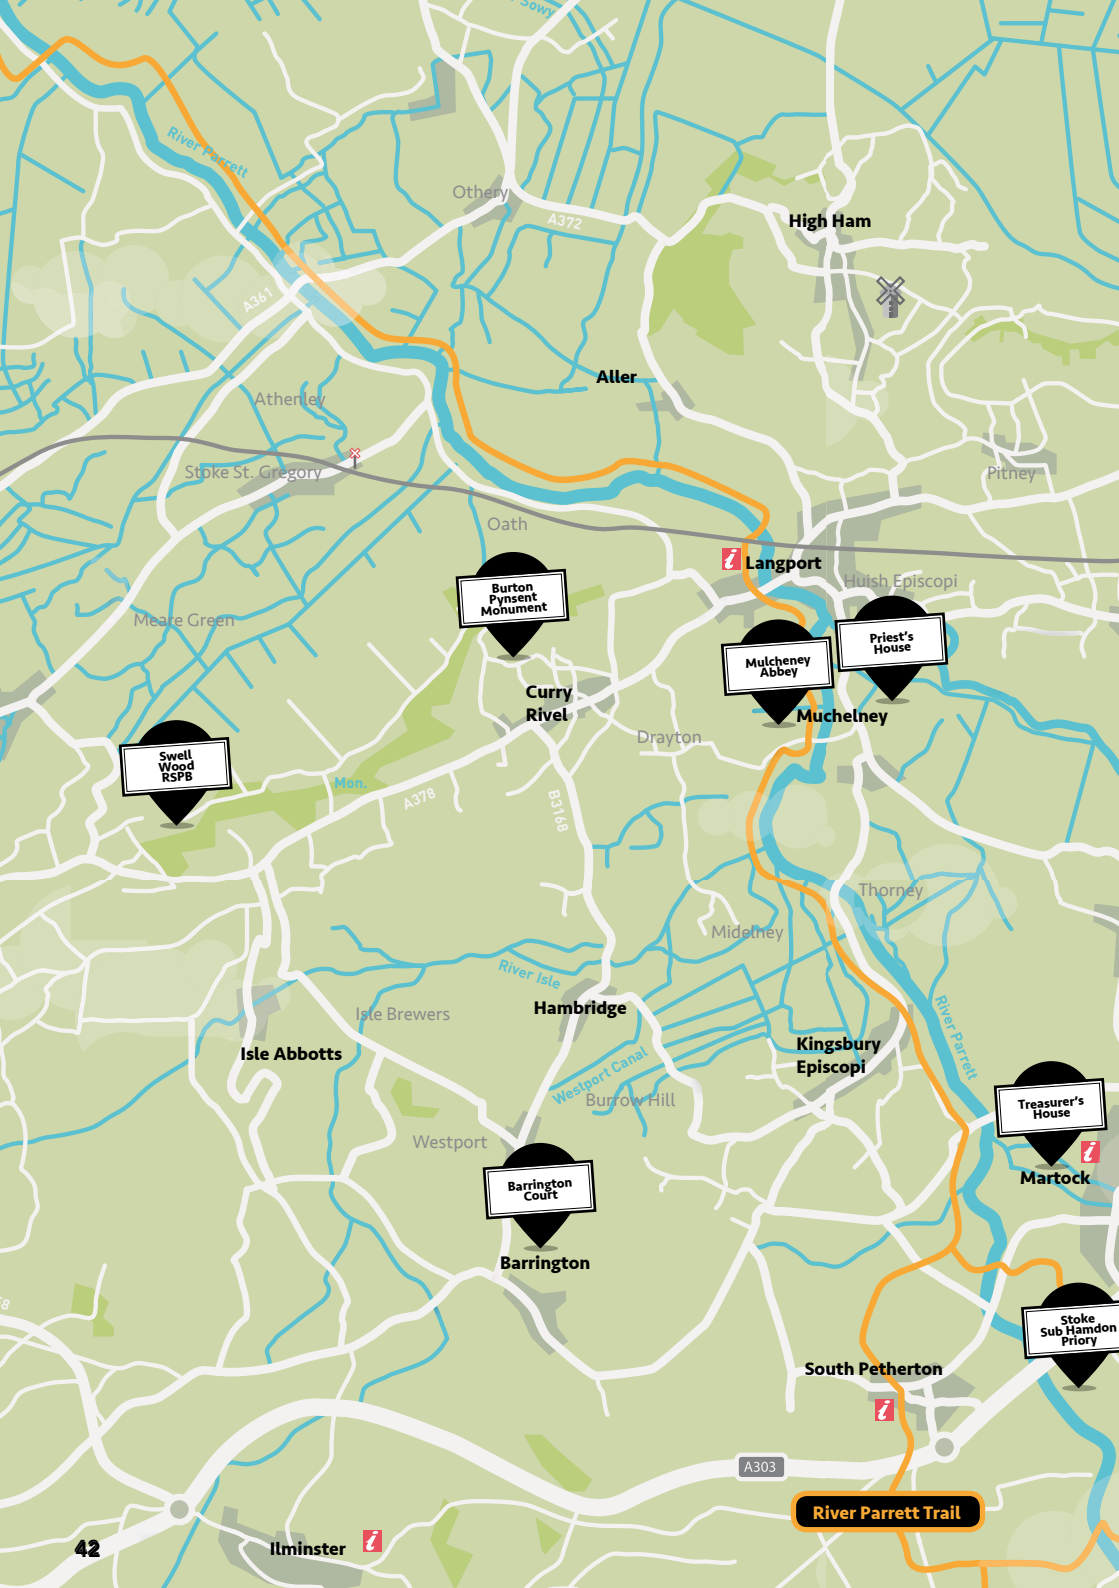 Sowy
River Parrett
Othery
A372
High Ham
A361
Aller
Athenley
Stoke St. Gregory
Pitney
Oath
i
Langport
Huish Episcopi
Burton
Pynsent
Monument
Meare Green
Priest's
House
Mulcheney
Abbey
Curry
Rivel
Muchelney
Drayton
Swell
Wood
RSPB
Mon.
A378
B3168
Thorney
Midelney
River Isle
Hambridge
Isle Brewers
River Parrett
Isle Abbotts
Kingsbury
Episcopi
Westport Canal
Burrow Hill
Treasurer's
House
Westport
i
Martock
Barrington
Court
Barrington
Stoke
Sub Hamdon
Priory
South Petherton
i
A303
River Parrett Trail
42
Ilminster
i